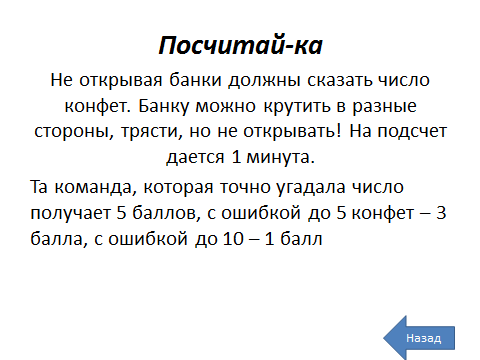 Посчитай-ка
Не открывая банки должны сказать число
конфет. Банку можно крутить в разные
стороны, трясти, но не открывать! На подсчет
дается 1 минута.
Та команда, которая точно угадала число
получает 5 баллов, с ошибкой до 5 конфет – 3
балла, с ошибкой до 10 – 1 балл
Назад